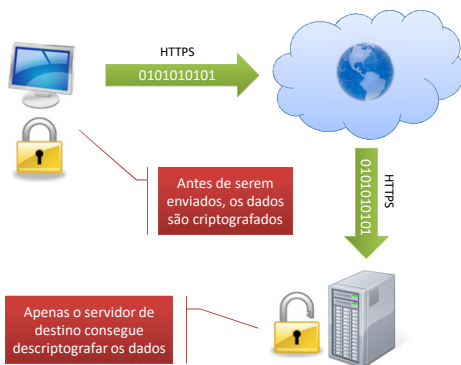 HTTPS
0101010101
HTTPS
0101010101
Antes de serem
enviados, os dados
são criptografados
Apenas o servidor de
destino consegue
descriptografar os dados